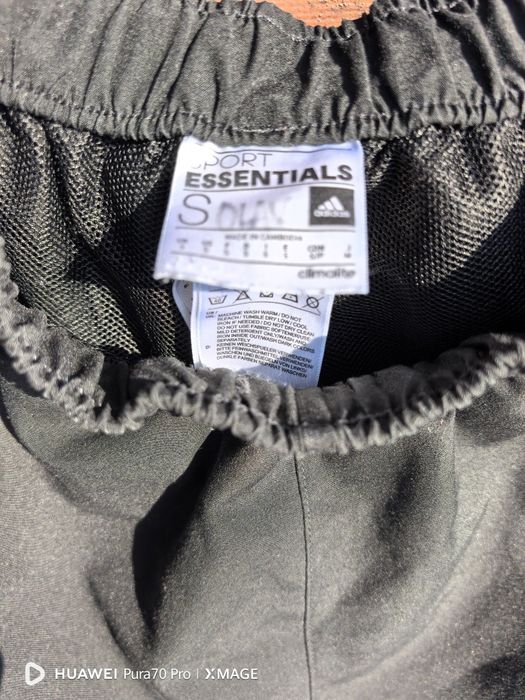 SPORT
ESSENTIALS
S
adidas
MADE IN CAMBODIA
climalite
MACHINE WASH WARM/DO NOT
BLEACH/TUMBLE DRY LOW/COOL
IRON IF NEEDED/DO NOT DRY CLEAN
DO NOT USE FABRIC SOFTENER/USE
MILD DETERGENT ONLY/WASH AND
IRON INSIDE OUT/WASH DARK COLORS
SEPARATELY
KEINEN WEICHSPÜLER VERWENDEN/
BITTE FEINWASCHMITTEL VERWENDEN/
WASCHEN UND BÜGELN VON LINKS/
DUNKLE FARBEN SEPARAT WASCHEN
HUAWEI Pura70 Pro | XMAGE